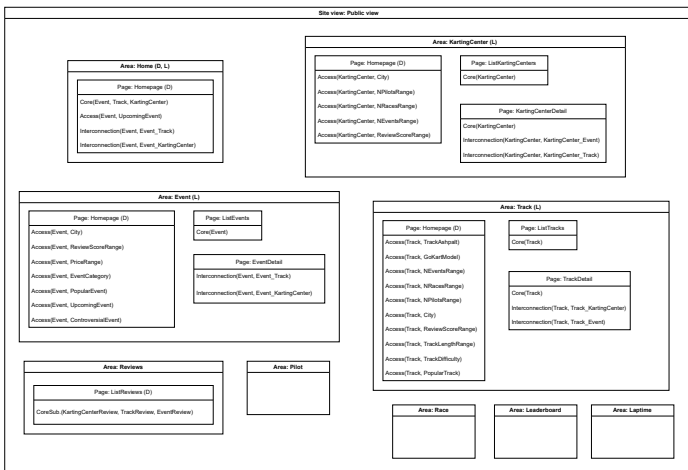 Site view: Public view
Area: Home (D, L)
Page: Homepage (D)
Core(Event, Track, KartingCenter)
Access(Event, UpcomingEvent)
Interconnection(Event, Event_Track)
Interconnection(Event, Event_KartingCenter)
Area: KartingCenter (L)
Page: Homepage (D)
Access(KartingCenter, City)
Access(KartingCenter, NPilotsRange)
Access(KartingCenter, NRacesRange)
Access(KartingCenter, NEventsRange)
Access(KartingCenter, ReviewScoreRange)
Page: ListKartingCenters
Core(KartingCenter)
Page: KartingCenterDetail
Core(KartingCenter)
Interconnection(KartingCenter, KartingCenter_Event)
Interconnection(KartingCenter, KartingCenter_Track)
Area: Event (L)
Page: Homepage (D)
Access(Event, City)
Access(Event, ReviewScoreRange)
Access(Event, PriceRange)
Access(Event, EventCategory)
Access(Event, PopularEvent)
Access(Event, UpcomingEvent)
Access(Event, ControversialEvent)
Page: ListEvents
Core(Event)
Page: EventDetail
Interconnection(Event, Event_Track)
Interconnection(Event, Event_KartingCenter)
Area: Track (L)
Page: Homepage (D)
Access(Track, TrackAshpalt)
Access(Track, GoKartModel)
Access(Track, NEventsRange)
Access(Track, NRacesRange)
Access(Track, NPilotsRange)
Access(Track, City)
Access(Track, ReviewScoreRange)
Access(Track, TrackLengthRange)
Access(Track, TrackDifficulty)
Access(Track, PopularTrack)
Page: ListTracks
Core(Track)
Page: TrackDetail
Core(Track)
Interconnection(Track, Track_KartingCenter)
Interconnection(Track, Track_Event)
Area: Reviews
Page: ListReviews (D)
CoreSub.(KartingCenterReview, TrackReview, EventReview)
Area: Pilot
Area: Race
Area: Leaderboard
Area: Laptime